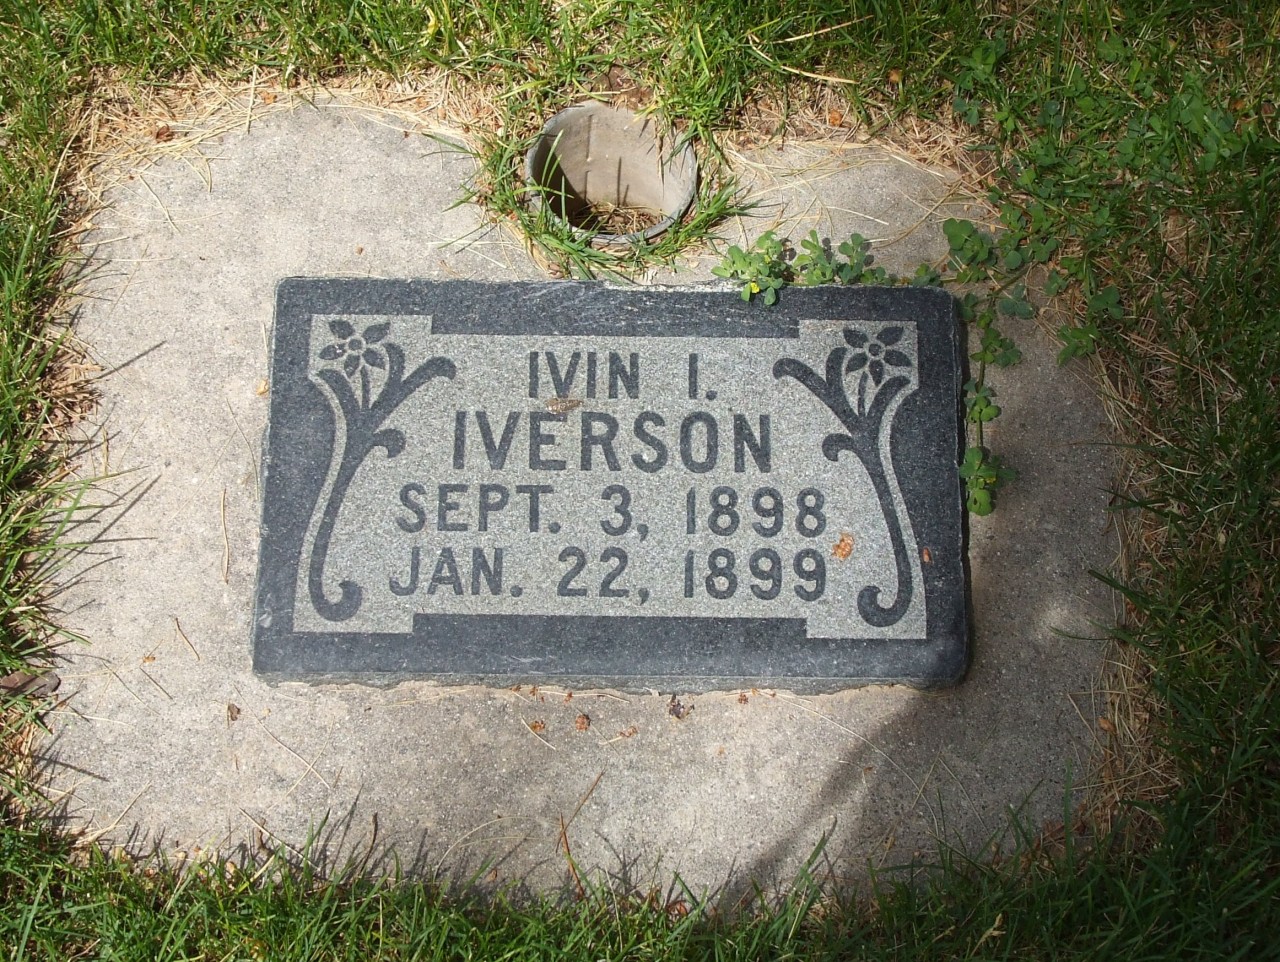 IVIN I.
IVERSON
SEPT. 3, 1898
JAN. 22, 1899